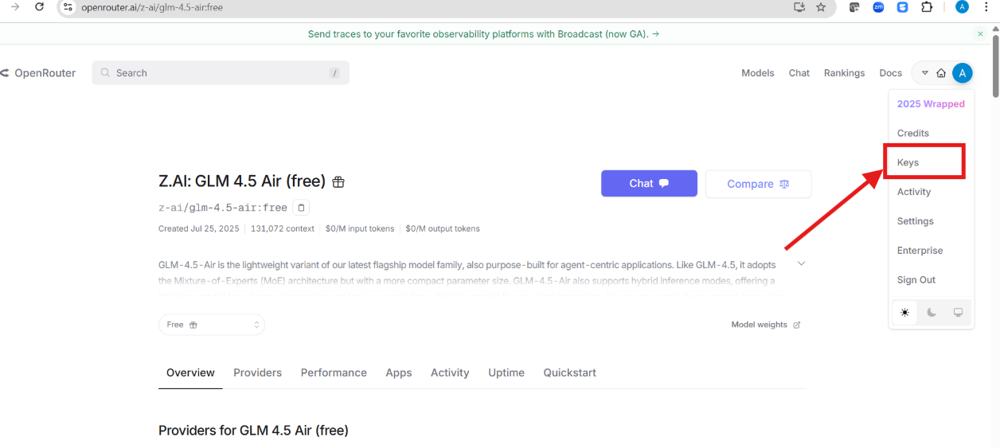 openrouter.ai/z-ai/glm-4.5-air:free
zm
A
Send traces to your favorite observability platforms with Broadcast (now GA). →
OpenRouter
Search
/
Models
Chat
Rankings
Docs
A
2025 Wrapped
Credits
Keys
Activity
Settings
Enterprise
Sign Out
Z.AI: GLM 4.5 Air (free)
Chat
Compare
z-ai/glm-4.5-air:free
Created Jul 25, 2025
131,072 context
$0/M input tokens
$0/M output tokens
GLM-4.5-Air is the lightweight variant of our latest flagship model family, also purpose-built for agent-centric applications. Like GLM-4.5, it adopts
the Mixture-of-Experts (MoE) architecture but with a more compact parameter size. GLM-4.5-Air also supports hybrid inference modes, offering a
Free
Model weights
Overview
Providers
Performance
Apps
Activity
Uptime
Quickstart
Providers for GLM 4.5 Air (free)